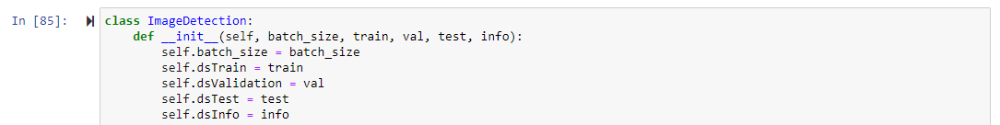 In [85]:
class ImageDetection:
    def __init__(self, batch_size, train, val, test, info):
        self.batch_size = batch_size
        self.dsTrain = train
        self.dsValidation = val
        self.dsTest = test
        self.dsInfo = info